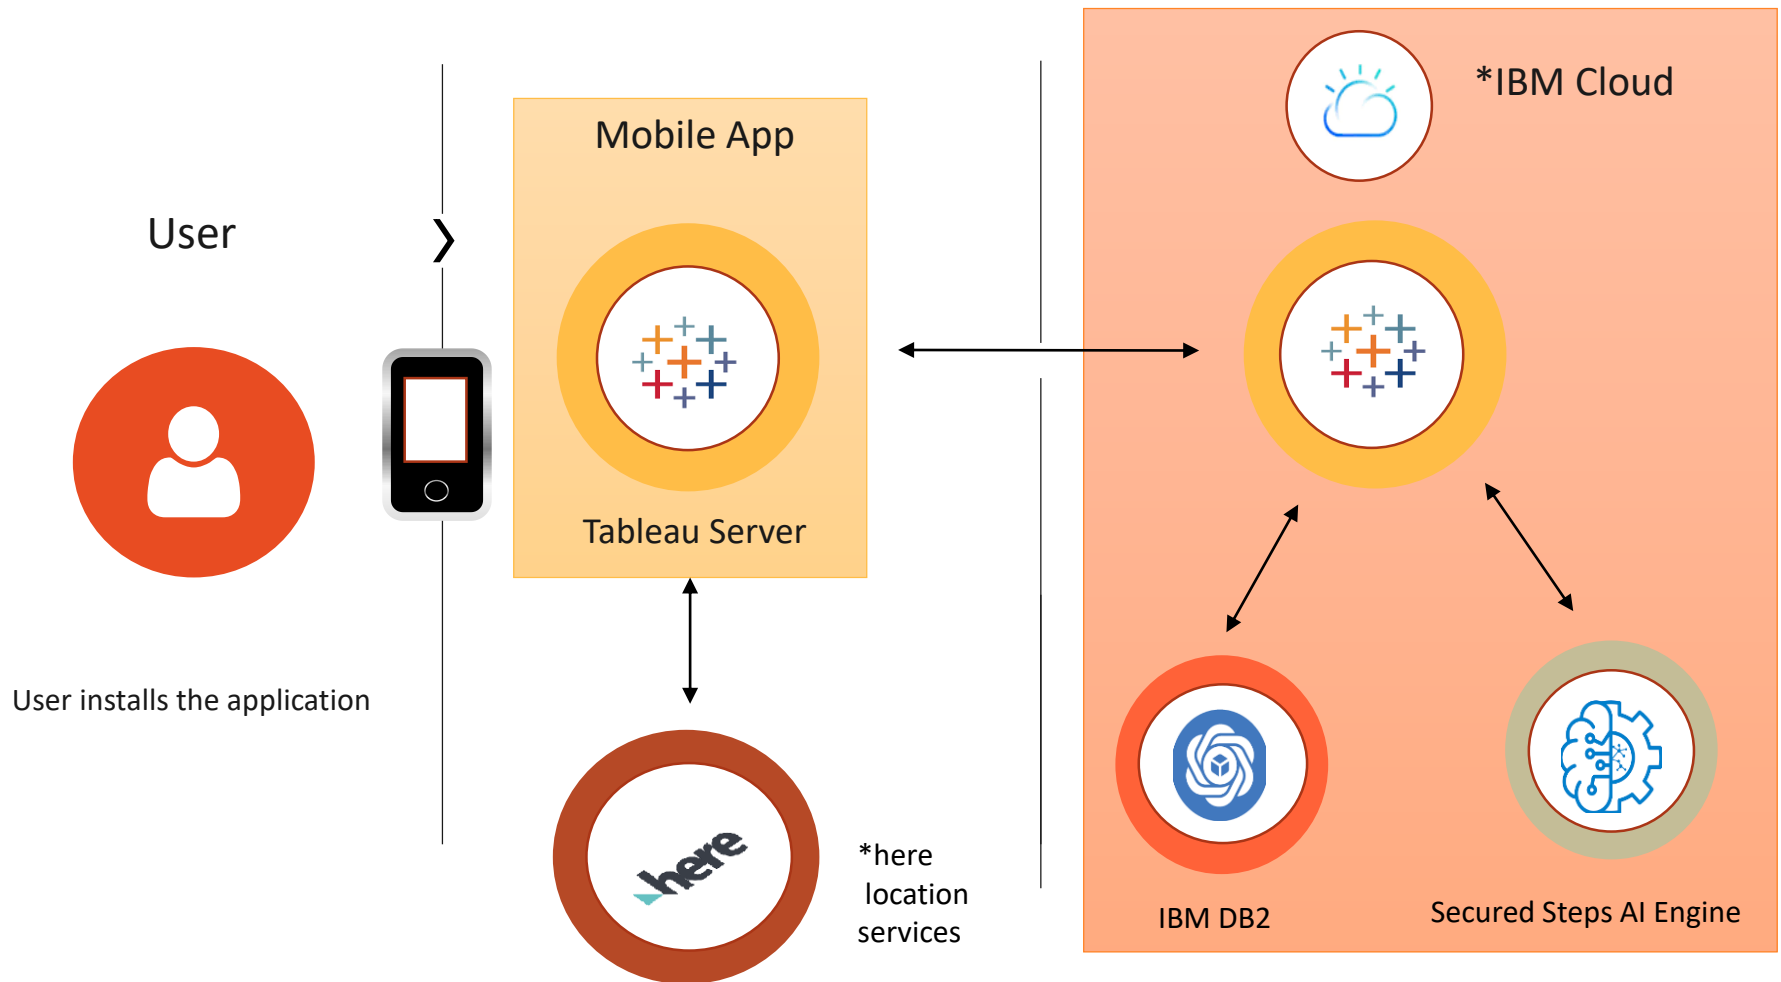 User
User installs the application
Mobile App
Tableau Server
here
*here
location
services
*IBM Cloud
IBM DB2
Secured Steps AI Engine